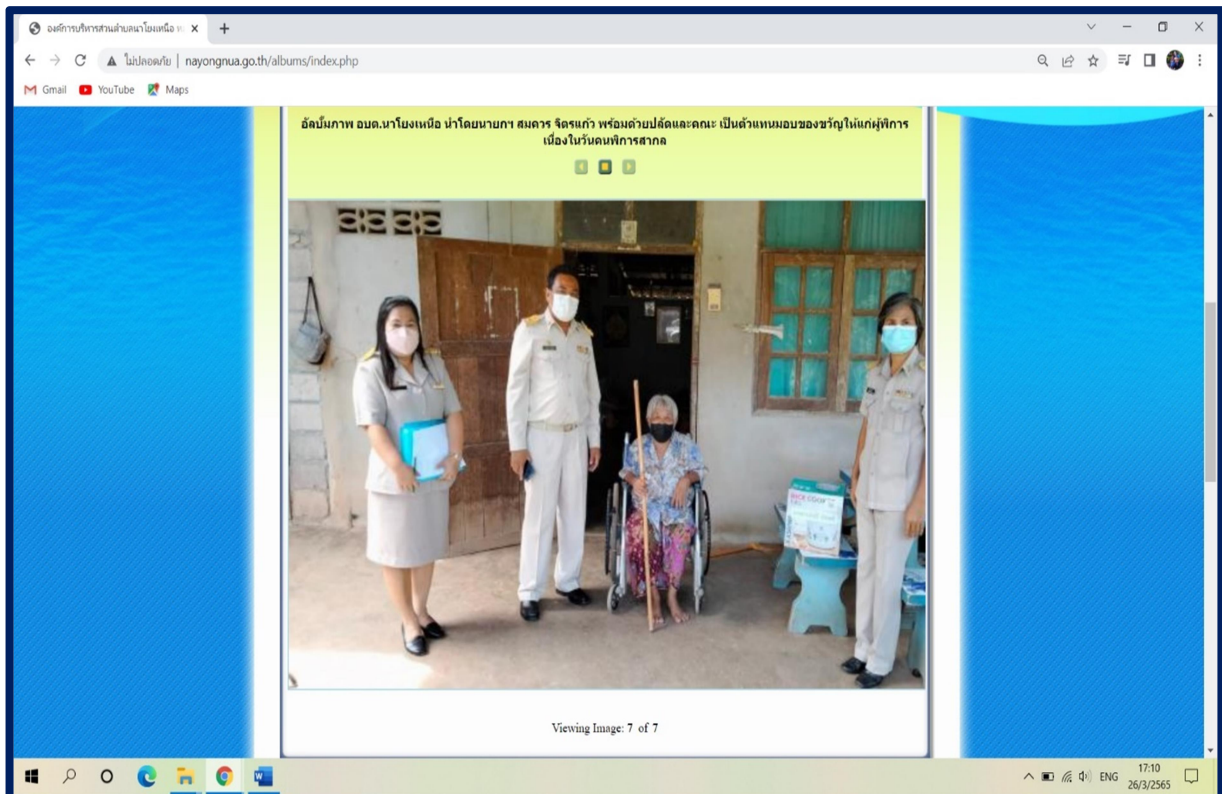 องค์การบริหารส่วนตำบลนาโยงเหนือ
ไม่ปลอดภัย | nayongnua.go.th/albums/index.php
Gmail YouTube Maps
อัลบั้มภาพ อบต.นาโยงเหนือ นำโดยนายกฯ สมควร จิตรแก้ว พร้อมด้วยปลัดและคณะ เป็นตัวแทนมอบของขวัญให้แก่ผู้พิการ
เนื่องในวันคนพิการสากล
RICE COOKER
Viewing Image: 7 of 7
ENG
17:10
26/3/2565